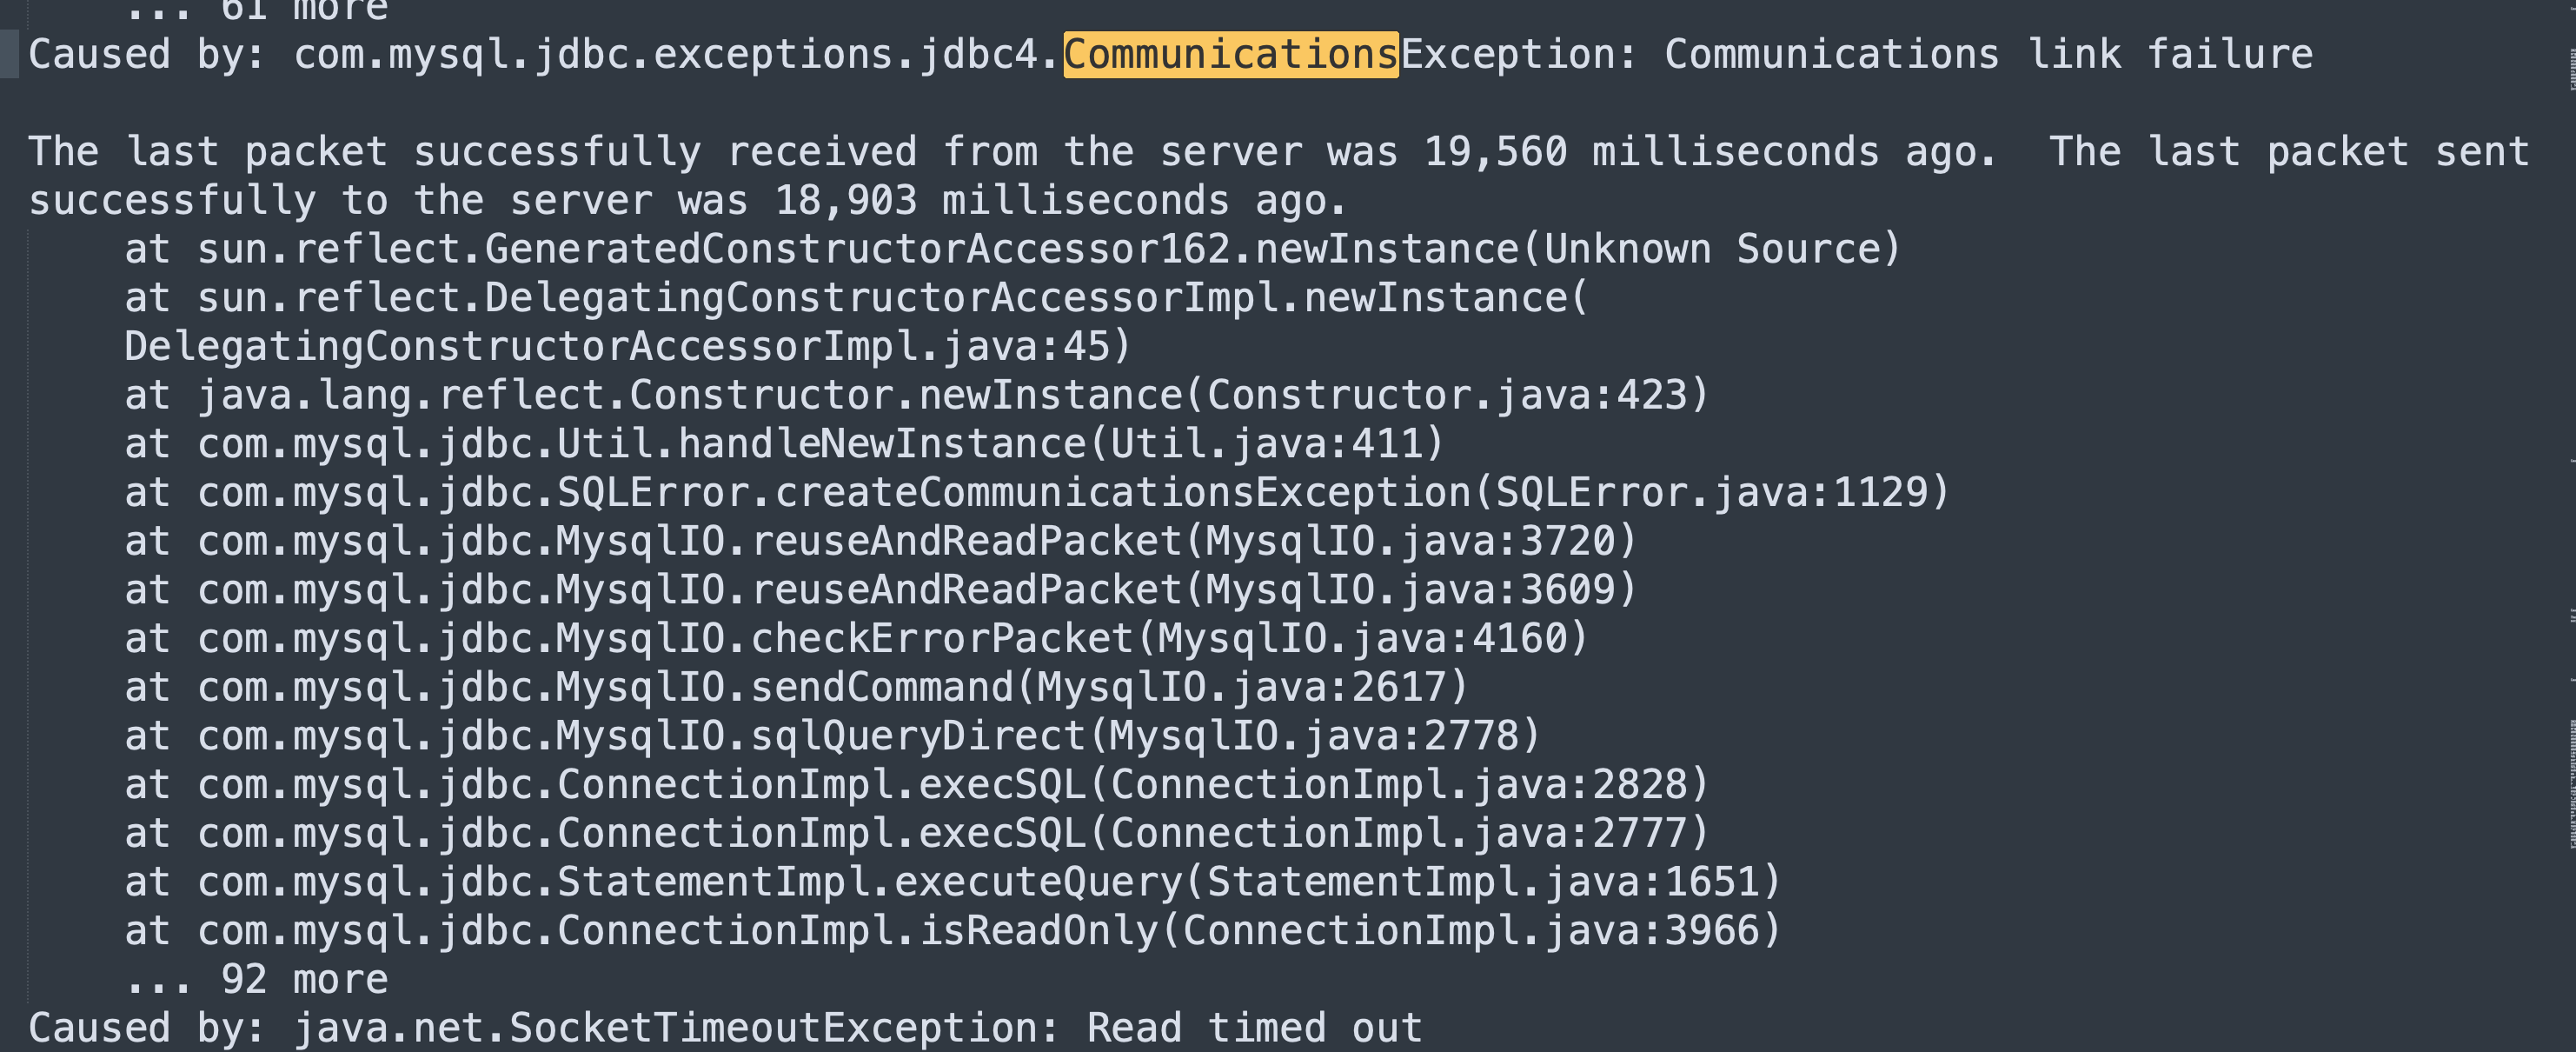 ... 61 more
Caused by: com.mysql.jdbc.exceptions.jdbc4.CommunicationsException: Communications link failure
The last packet successfully received from the server was 19,560 milliseconds ago.  The last packet sent
successfully to the server was 18,903 milliseconds ago.
at sun.reflect.GeneratedConstructorAccessor162.newInstance(Unknown Source)
at sun.reflect.DelegatingConstructorAccessorImpl.newInstance(
DelegatingConstructorAccessorImpl.java:45)
at java.lang.reflect.Constructor.newInstance(Constructor.java:423)
at com.mysql.jdbc.Util.handleNewInstance(Util.java:411)
at com.mysql.jdbc.SQLError.createCommunicationsException(SQLError.java:1129)
at com.mysql.jdbc.MysqlIO.reuseAndReadPacket(MysqlIO.java:3720)
at com.mysql.jdbc.MysqlIO.reuseAndReadPacket(MysqlIO.java:3609)
at com.mysql.jdbc.MysqlIO.checkErrorPacket(MysqlIO.java:4160)
at com.mysql.jdbc.MysqlIO.sendCommand(MysqlIO.java:2617)
at com.mysql.jdbc.MysqlIO.sqlQueryDirect(MysqlIO.java:2778)
at com.mysql.jdbc.ConnectionImpl.execSQL(ConnectionImpl.java:2828)
at com.mysql.jdbc.ConnectionImpl.execSQL(ConnectionImpl.java:2777)
at com.mysql.jdbc.StatementImpl.executeQuery(StatementImpl.java:1651)
at com.mysql.jdbc.ConnectionImpl.isReadOnly(ConnectionImpl.java:3966)
... 92 more
Caused by: java.net.SocketTimeoutException: Read timed out